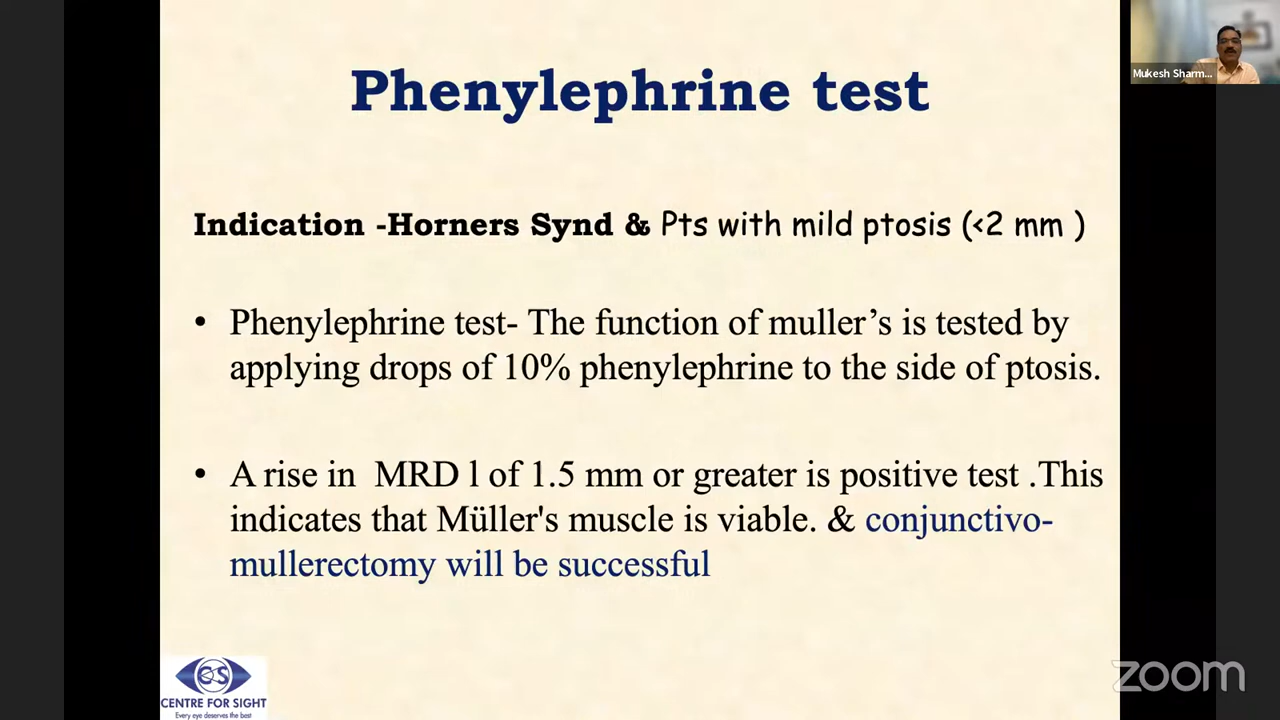 Phenylephrine test
Mukesh Sharm...
Indication -Horners Synd & Pts with mild ptosis (<2 mm )
• Phenylephrine test- The function of muller’s is tested by
applying drops of 10% phenylephrine to the side of ptosis.
• A rise in MRD l of 1.5 mm or greater is positive test .This
indicates that Müller's muscle is viable. & conjunctivo-
mullerectomy will be successful
CENTRE FOR SIGHT
Every eye deserves the best
zoom